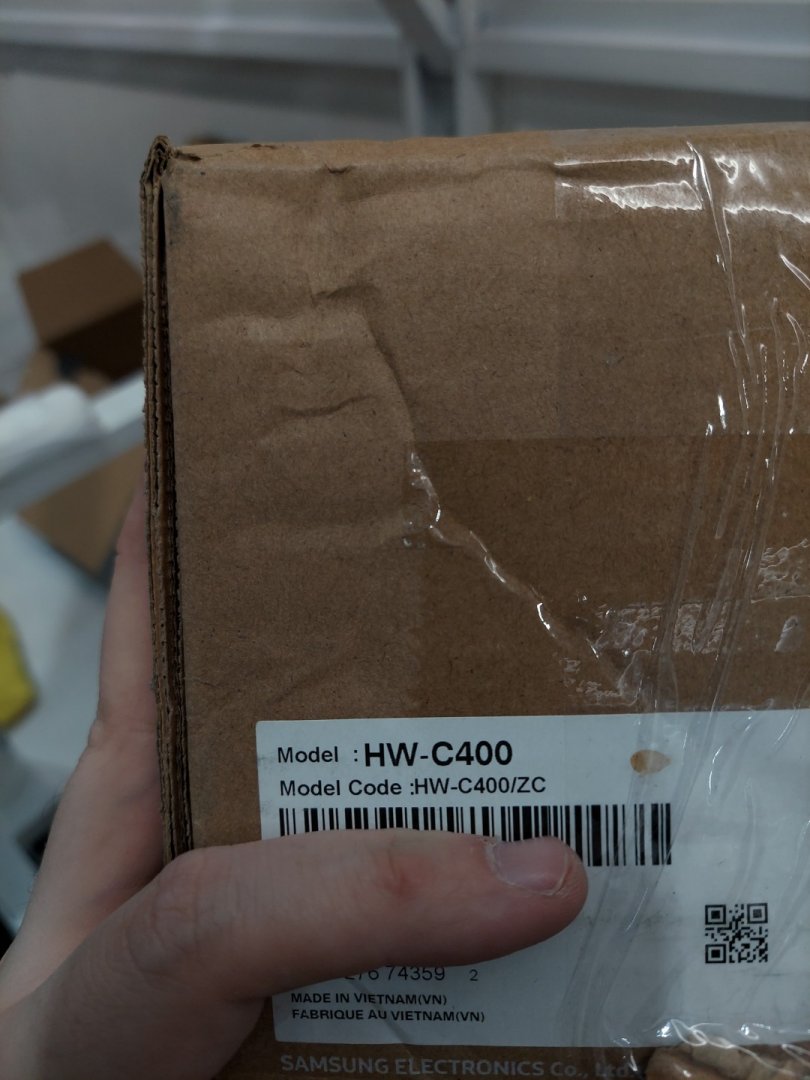 Model : HW-C400
Model Code :HW-C400/ZC
74359 2
MADE IN VIETNAM(VN)
FABRIQUE AU VIETNAM(VN)
SAMSUNG ELECTRONICS Co., Ltd